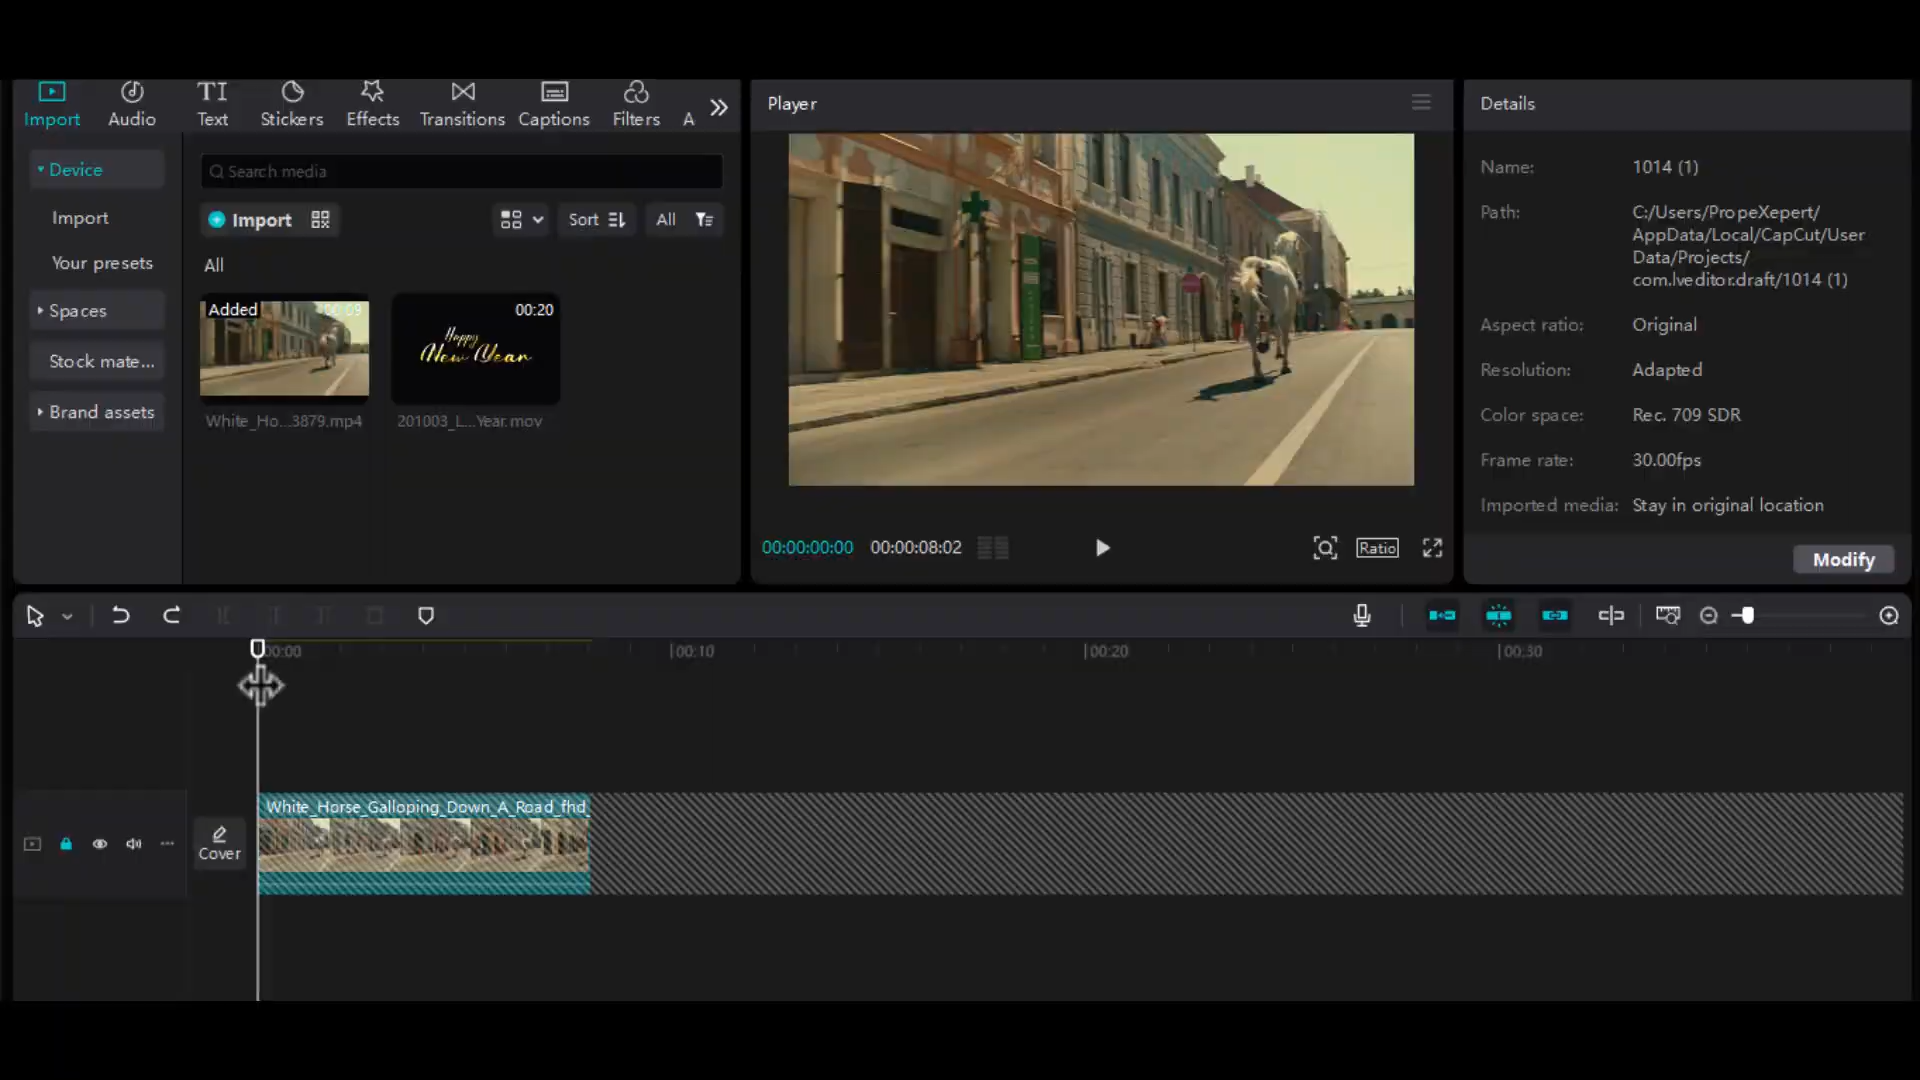 Import
Audio
TI
Text
Stickers
Effects
Transitions
Captions
Filters
A
Device
Import
Your presets
Spaces
Stock mate...
Brand assets
Search media
Import
Sort
All
All
Added
00:09
White_Ho...3879.mp4
00:20
Happy
New Year
201003_L...Year.mov
Player
00:00:00:00
00:00:08:02
Ratio
Details
Name: 1014 (1)
Path: C:/Users/PropeXepert/
AppData/Local/CapCut/User
Data/Projects/
com.lveditor.draft/1014 (1)
Aspect ratio: Original
Resolution: Adapted
Color space: Rec. 709 SDR
Frame rate: 30.00fps
Imported media: Stay in original location
Modify
00:00
00:10
00:20
00:30
Cover
White_Horse_Galloping_Down_A_Road_fhd_